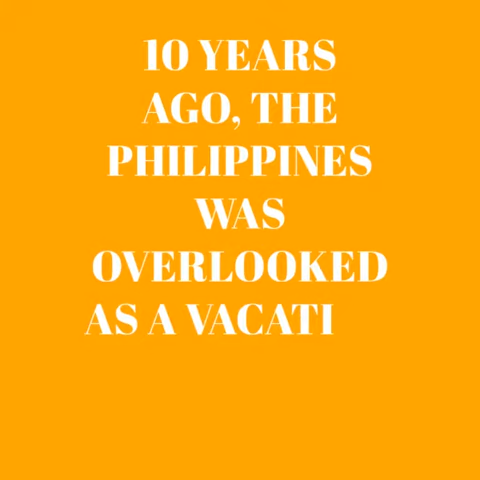 10 YEARS
AGO, THE
PHILIPPINES
WAS
OVERLOOKED
AS A VACATI